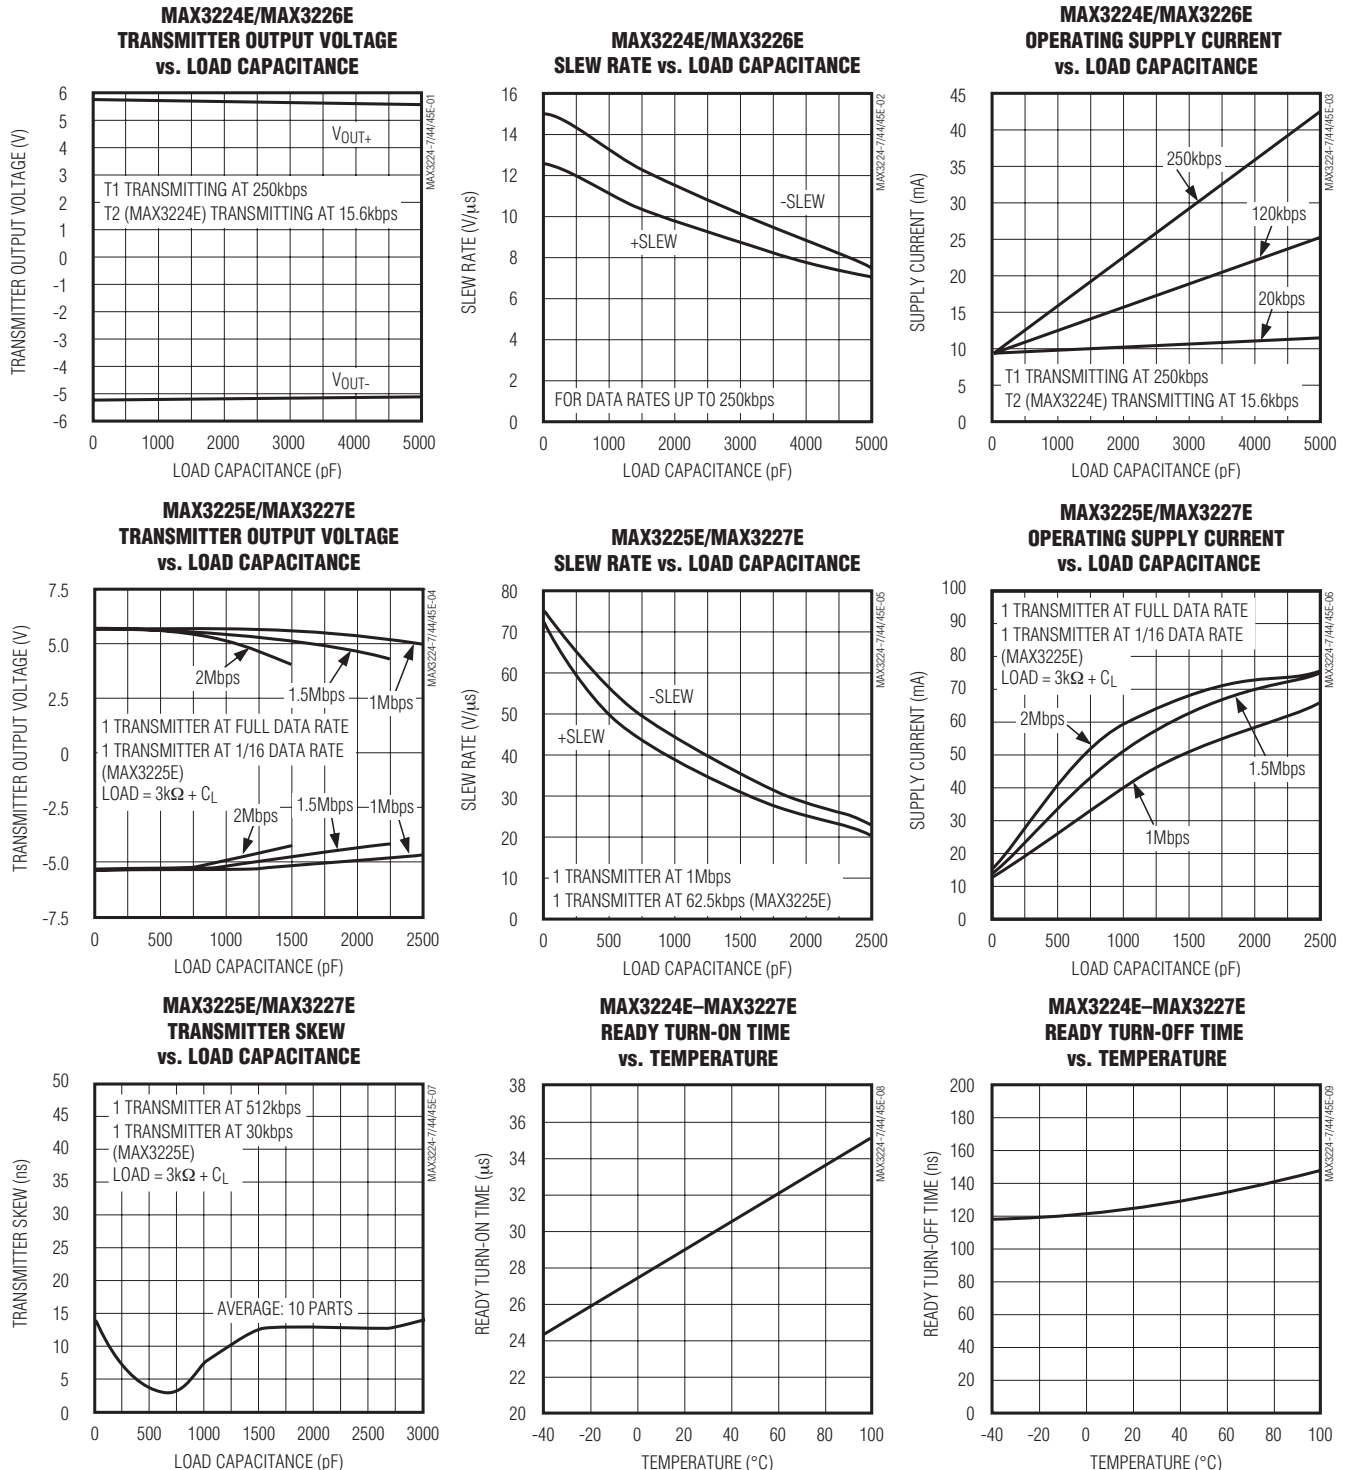 MAX3224E/MAX3226E
TRANSMITTER OUTPUT VOLTAGE
vs. LOAD CAPACITANCE
TRANSMITTER OUTPUT VOLTAGE (V)
6
5
4
3
2
1
0
-1
-2
-3
-4
-5
-6
VOUT+
T1 TRANSMITTING AT 250kbps
T2 (MAX3224E) TRANSMITTING AT 15.6kbps
VOUT-
0 1000 2000 3000 4000 5000
LOAD CAPACITANCE (pF)
MAX3224-7/44/45E-01
MAX3224E/MAX3226E
SLEW RATE vs. LOAD CAPACITANCE
SLEW RATE (V/μs)
16
14
12
10
8
6
4
2
0
-SLEW
+SLEW
FOR DATA RATES UP TO 250kbps
0 1000 2000 3000 4000 5000
LOAD CAPACITANCE (pF)
MAX3224-7/44/45E-02
MAX3224E/MAX3226E
OPERATING SUPPLY CURRENT
vs. LOAD CAPACITANCE
SUPPLY CURRENT (mA)
45
40
35
30
25
20
15
10
5
0
250kbps
120kbps
20kbps
T1 TRANSMITTING AT 250kbps
T2 (MAX3224E) TRANSMITTING AT 15.6kbps
0 1000 2000 3000 4000 5000
LOAD CAPACITANCE (pF)
MAX3224-7/44/45E-03
MAX3225E/MAX3227E
TRANSMITTER OUTPUT VOLTAGE
vs. LOAD CAPACITANCE
TRANSMITTER OUTPUT VOLTAGE (V)
7.5
5.0
2.5
0
-2.5
-5.0
-7.5
2Mbps
1.5Mbps
1Mbps
1 TRANSMITTER AT FULL DATA RATE
1 TRANSMITTER AT 1/16 DATA RATE
(MAX3225E)
LOAD = 3kΩ + CL
2Mbps
1.5Mbps
1Mbps
0 500 1000 1500 2000 2500
LOAD CAPACITANCE (pF)
MAX3224-7/44/45E-04
MAX3225E/MAX3227E
SLEW RATE vs. LOAD CAPACITANCE
SLEW RATE (V/μs)
80
70
60
50
40
30
20
10
0
-SLEW
+SLEW
1 TRANSMITTER AT 1Mbps
1 TRANSMITTER AT 62.5kbps (MAX3225E)
0 500 1000 1500 2000 2500
LOAD CAPACITANCE (pF)
MAX3224-7/44/45E-05
MAX3225E/MAX3227E
OPERATING SUPPLY CURRENT
vs. LOAD CAPACITANCE
SUPPLY CURRENT (mA)
100
90
80
70
60
50
40
30
20
10
0
1 TRANSMITTER AT FULL DATA RATE
1 TRANSMITTER AT 1/16 DATA RATE
(MAX3225E)
LOAD = 3kΩ + CL
2Mbps
1.5Mbps
1Mbps
0 500 1000 1500 2000 2500
LOAD CAPACITANCE (pF)
MAX3224-7/44/45E-06
MAX3225E/MAX3227E
TRANSMITTER SKEW
vs. LOAD CAPACITANCE
TRANSMITTER SKEW (ns)
50
45
40
35
30
25
20
15
10
5
0
1 TRANSMITTER AT 512kbps
1 TRANSMITTER AT 30kbps
(MAX3225E)
LOAD = 3kΩ + CL
AVERAGE: 10 PARTS
0 500 1000 1500 2000 2500 3000
LOAD CAPACITANCE (pF)
MAX3224-7/44/45E-07
MAX3224E–MAX3227E
READY TURN-ON TIME
vs. TEMPERATURE
READY TURN-ON TIME (μs)
38
36
34
32
30
28
26
24
22
20
-40 -20 0 20 40 60 80 100
TEMPERATURE (°C)
MAX3224-7/44/45E-08
MAX3224E–MAX3227E
READY TURN-OFF TIME
vs. TEMPERATURE
READY TURN-OFF TIME (ns)
200
180
160
140
120
100
80
60
40
20
0
-40 -20 0 20 40 60 80 100
TEMPERATURE (°C)
MAX3224-7/44/45E-09